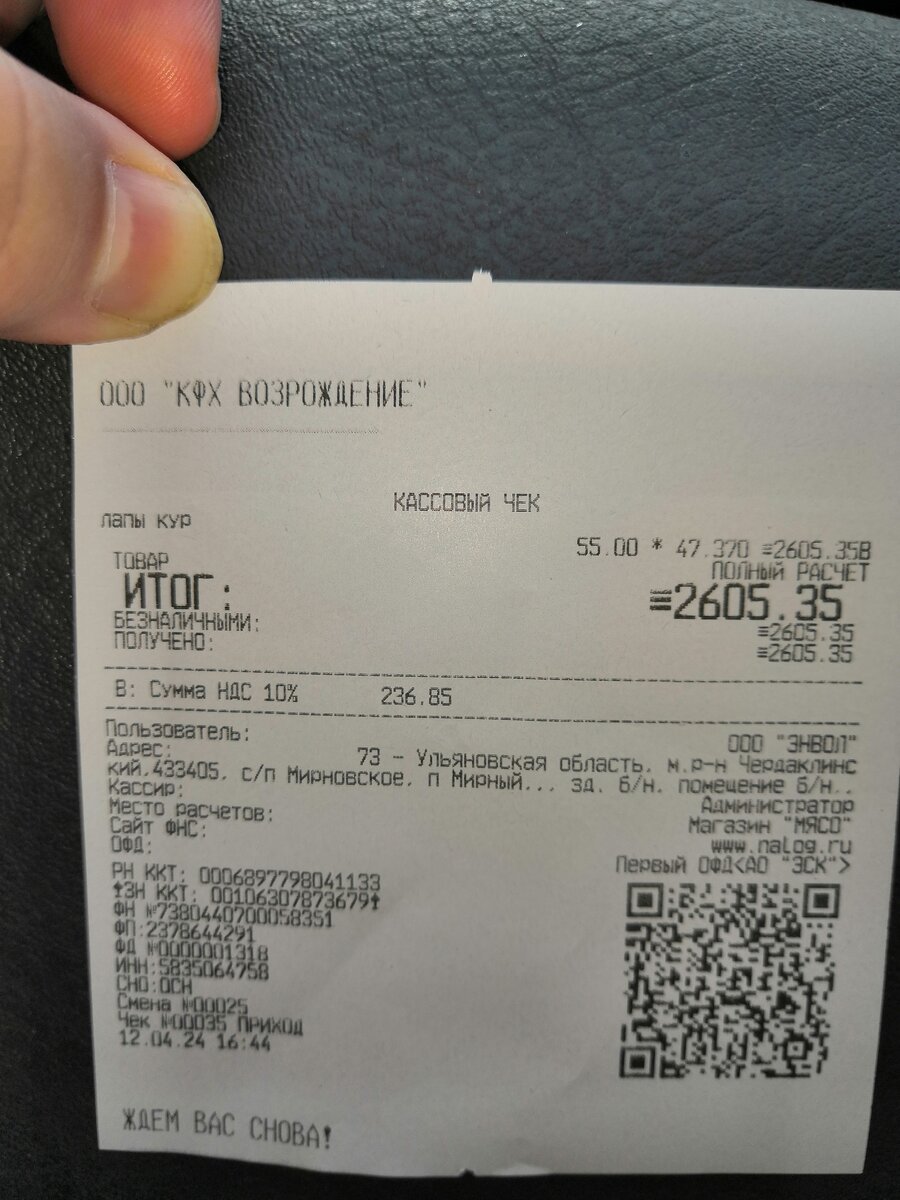 ООО "КФХ ВОЗРОЖДЕНИЕ"
КАССОВЫЙ ЧЕК
лапы кур
55.00 * 47.370 ≡2605.35В
ТОВАР ПОЛНЫЙ РАСЧЕТ
ИТОГ: ≡2605.35
БЕЗНАЛИЧНЫМИ: ≡2605.35
ПОЛУЧЕНО: ≡2605.35
В: Сумма НДС 10% 236.85
Пользователь: ООО "ЭНВОЛ"
Адрес: 73 - Ульяновская область, м.р-н Чердаклинс
кий,433405, с/п Мирновское, п Мирный... зд. б/н, помещение б/н..
Кассир: Администратор
Место расчетов: Магазин "МЯСО"
Сайт ФНС: www.nalog.ru
ОФД: Первый ОФД<АО "ЭСК">
РН ККТ: 0006897798041133
↑ЗН ККТ: 00106307873679↑
ФН №7380440700058351
ФП:2378644291
ФД №0000001318
ИНН:5835064758
СНО:ОСН
Смена №00025
Чек №00035 ПРИХОД
12.04.24 16:44
ЖДЕМ ВАС СНОВА!